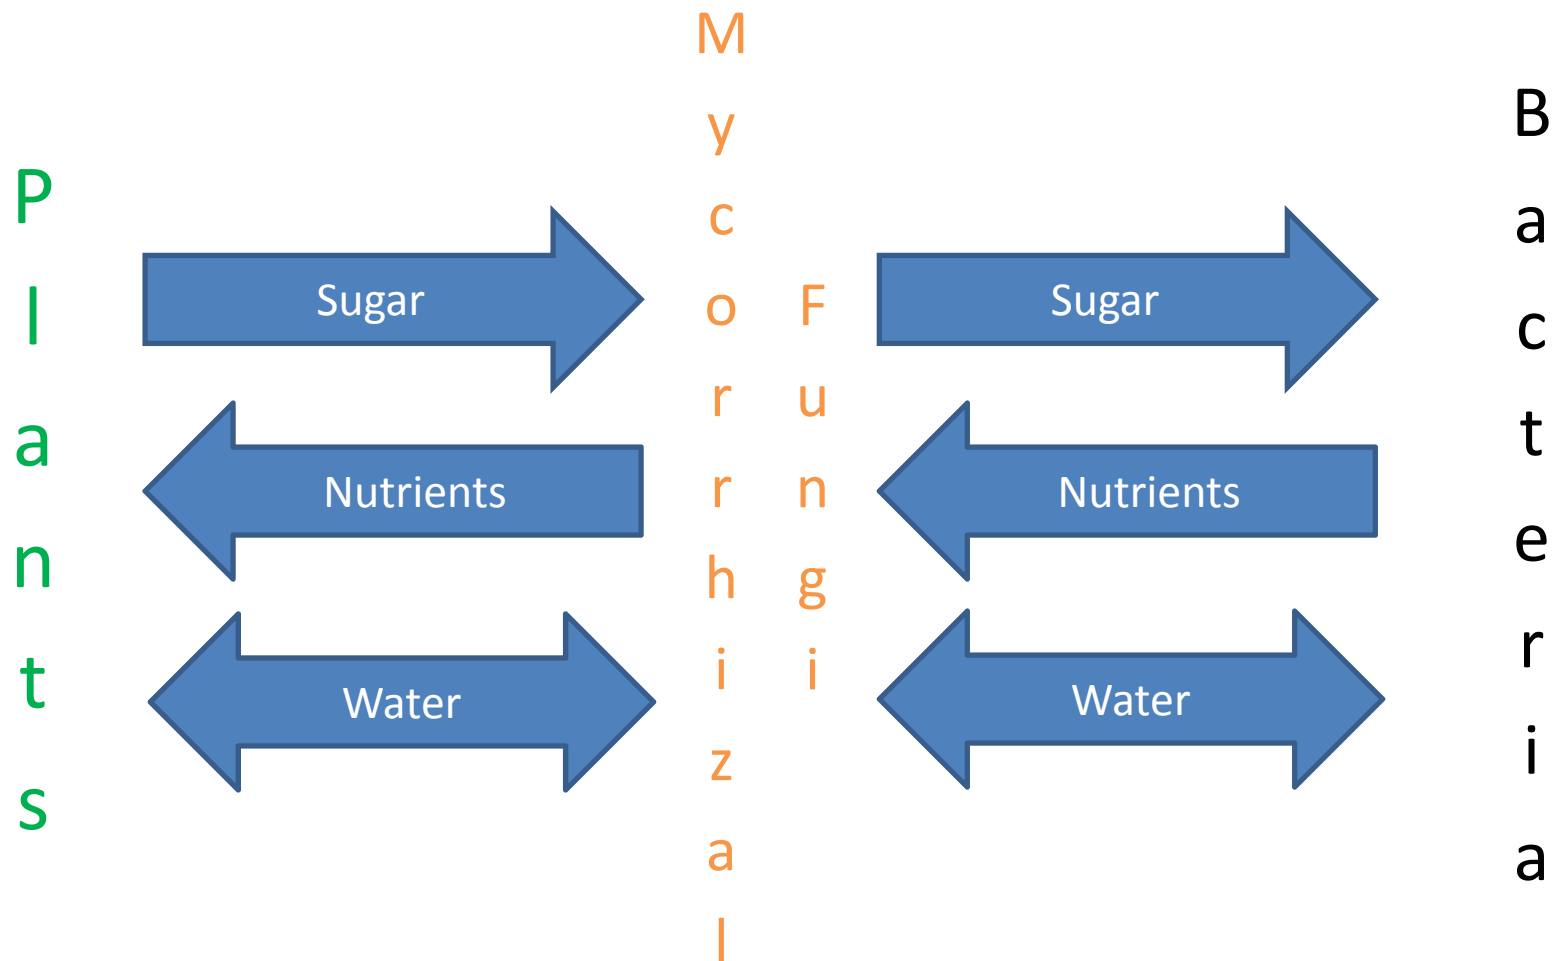 Plants
Sugar
Nutrients
Water
Mycorrhizal
Fungi
Sugar
Nutrients
Water
Bacteria